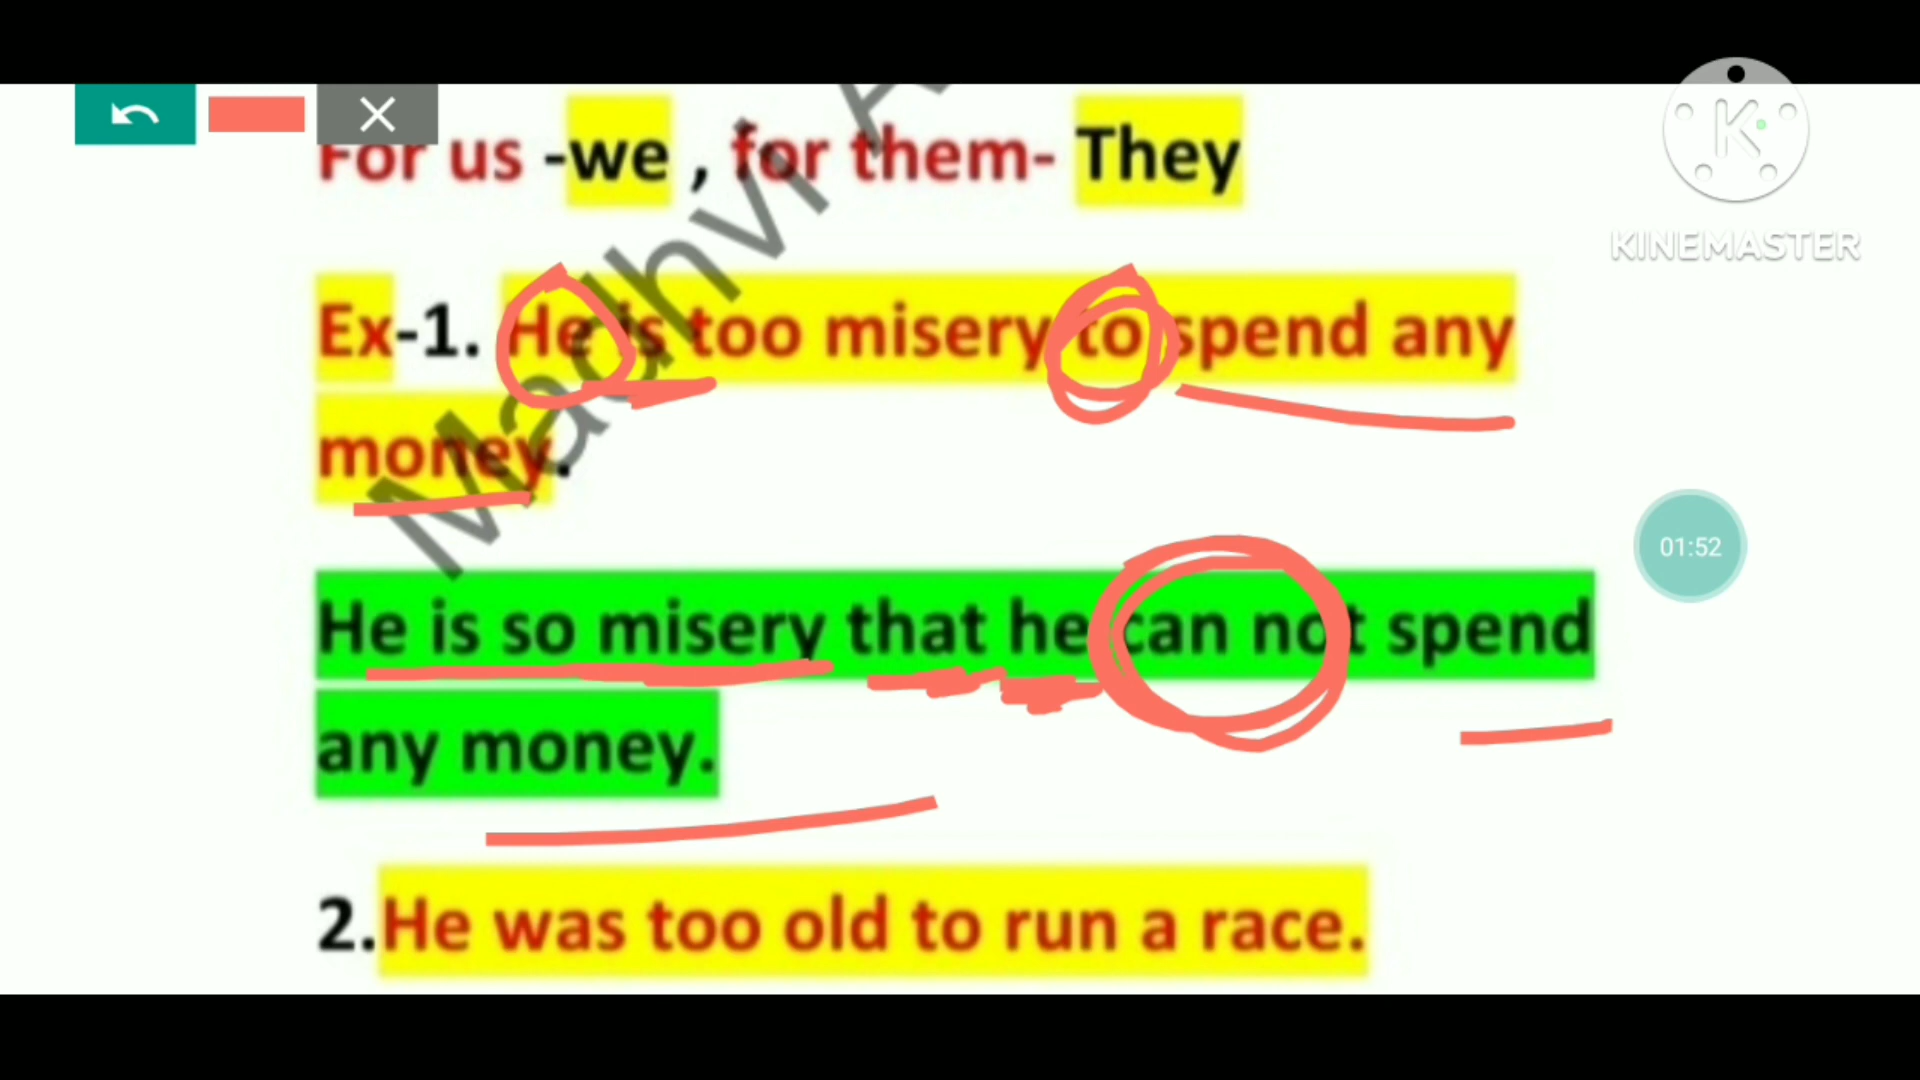 For us -we , for them- They
KINEMASTER
Ex-1. He is too misery to spend any
money.
01:52
He is so misery that he can not spend
any money.
2.He was too old to run a race.
Madhvi A